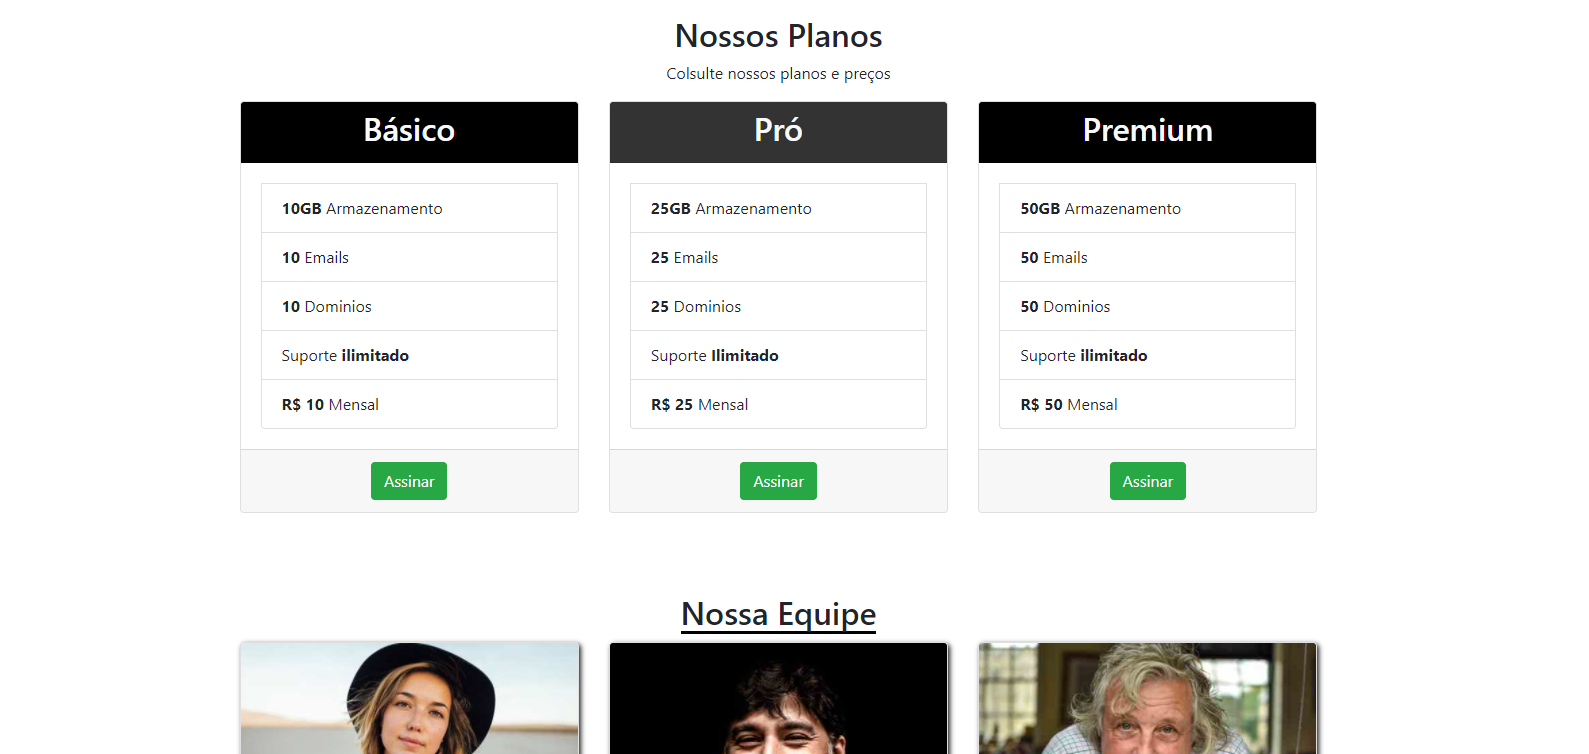 Nossos Planos
Colsulte nossos planos e preços
Básico
10GB Armazenamento
10 Emails
10 Dominios
Suporte ilimitado
R$ 10 Mensal
Assinar
Pró
25GB Armazenamento
25 Emails
25 Dominios
Suporte Ilimitado
R$ 25 Mensal
Assinar
Premium
50GB Armazenamento
50 Emails
50 Dominios
Suporte ilimitado
R$ 50 Mensal
Assinar
Nossa Equipe